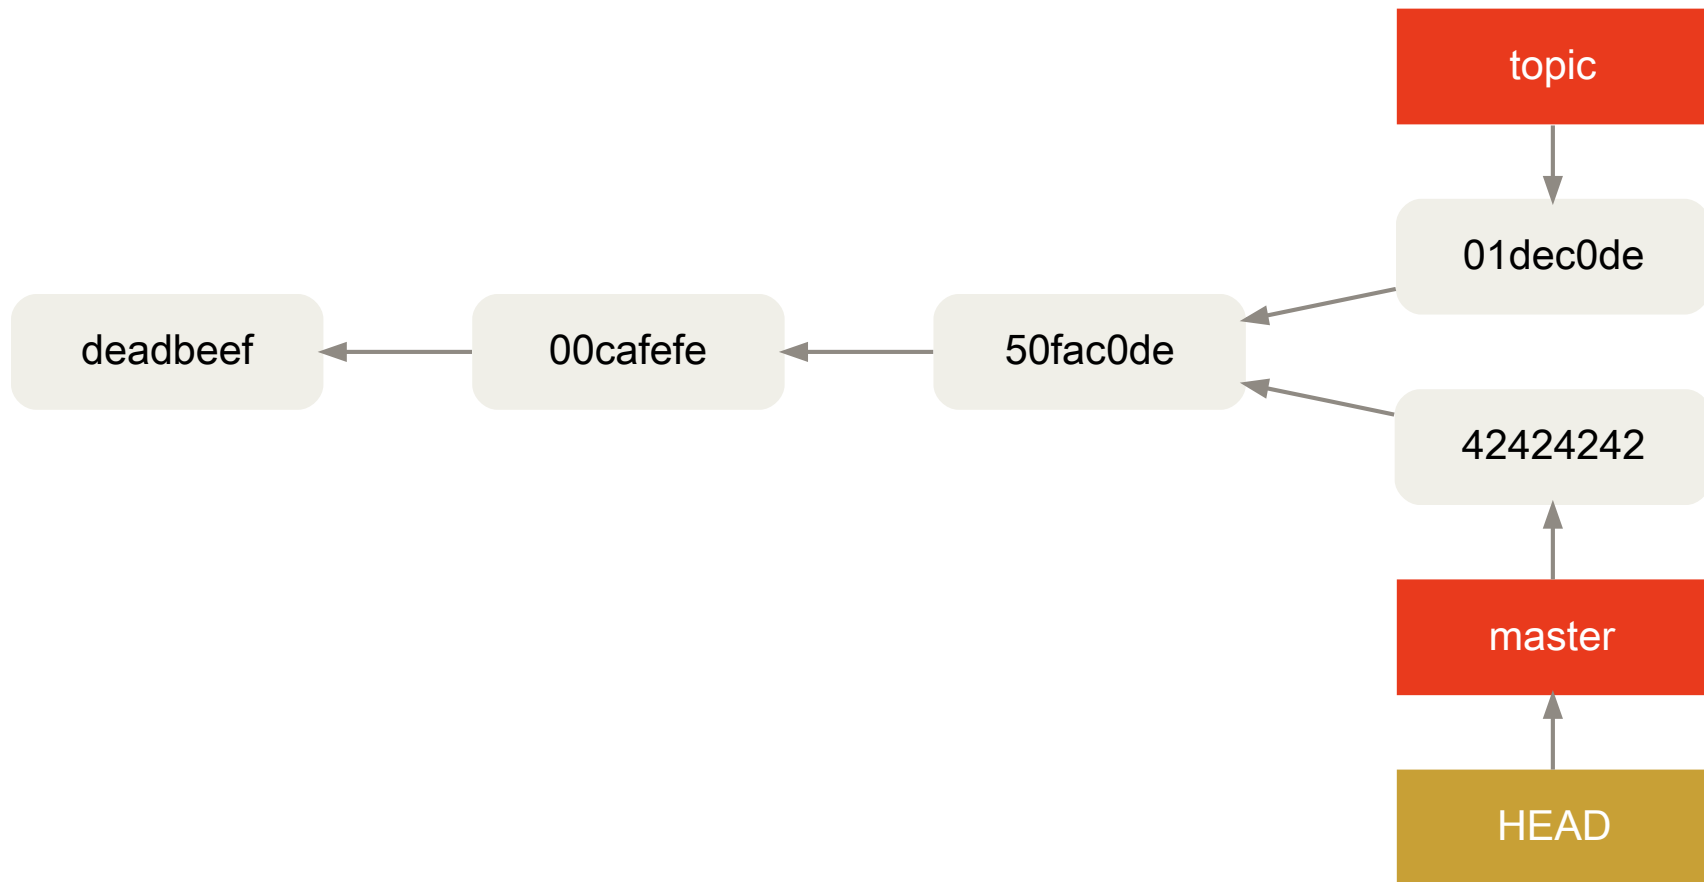 topic
01dec0de
deadbeef
00cafefe
50fac0de
42424242
master
HEAD